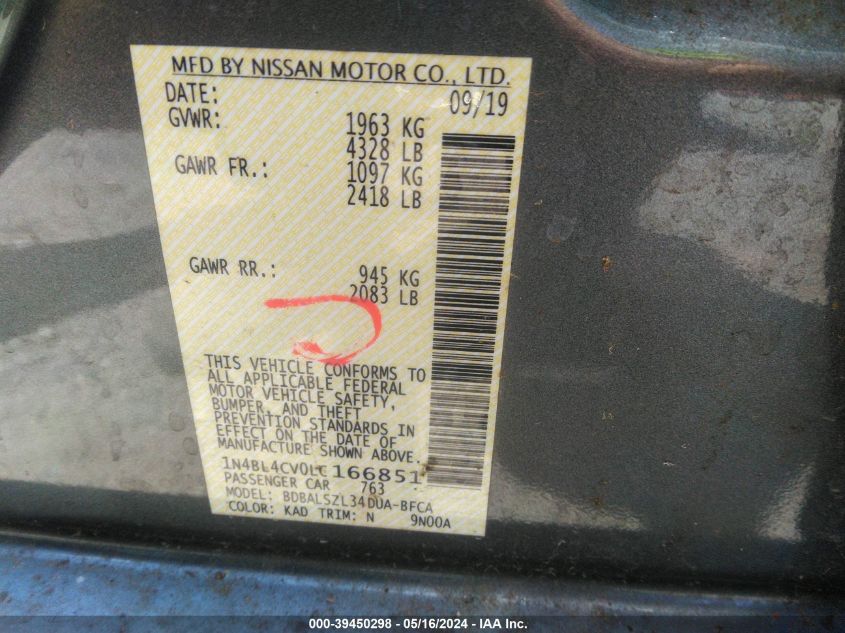 MFD BY NISSAN MOTOR CO., LTD.
DATE: 09/19
GVWR: 1963 KG
4328 LB
GAWR FR.: 1097 KG
2418 LB
GAWR RR.: 945 KG
2083 LB
THIS VEHICLE CONFORMS TO
ALL APPLICABLE FEDERAL
MOTOR VEHICLE SAFETY,
BUMPER, AND THEFT
PREVENTION STANDARDS IN
EFFECT ON THE DATE OF
MANUFACTURE SHOWN ABOVE.
1N4BL4CV0LC166851
PASSENGER CAR 763
MODEL: BDBALSZL34DUA-BFCA
COLOR: KAD TRIM: N 9N00A
000-39450298 - 05/16/2024 - IAA Inc.